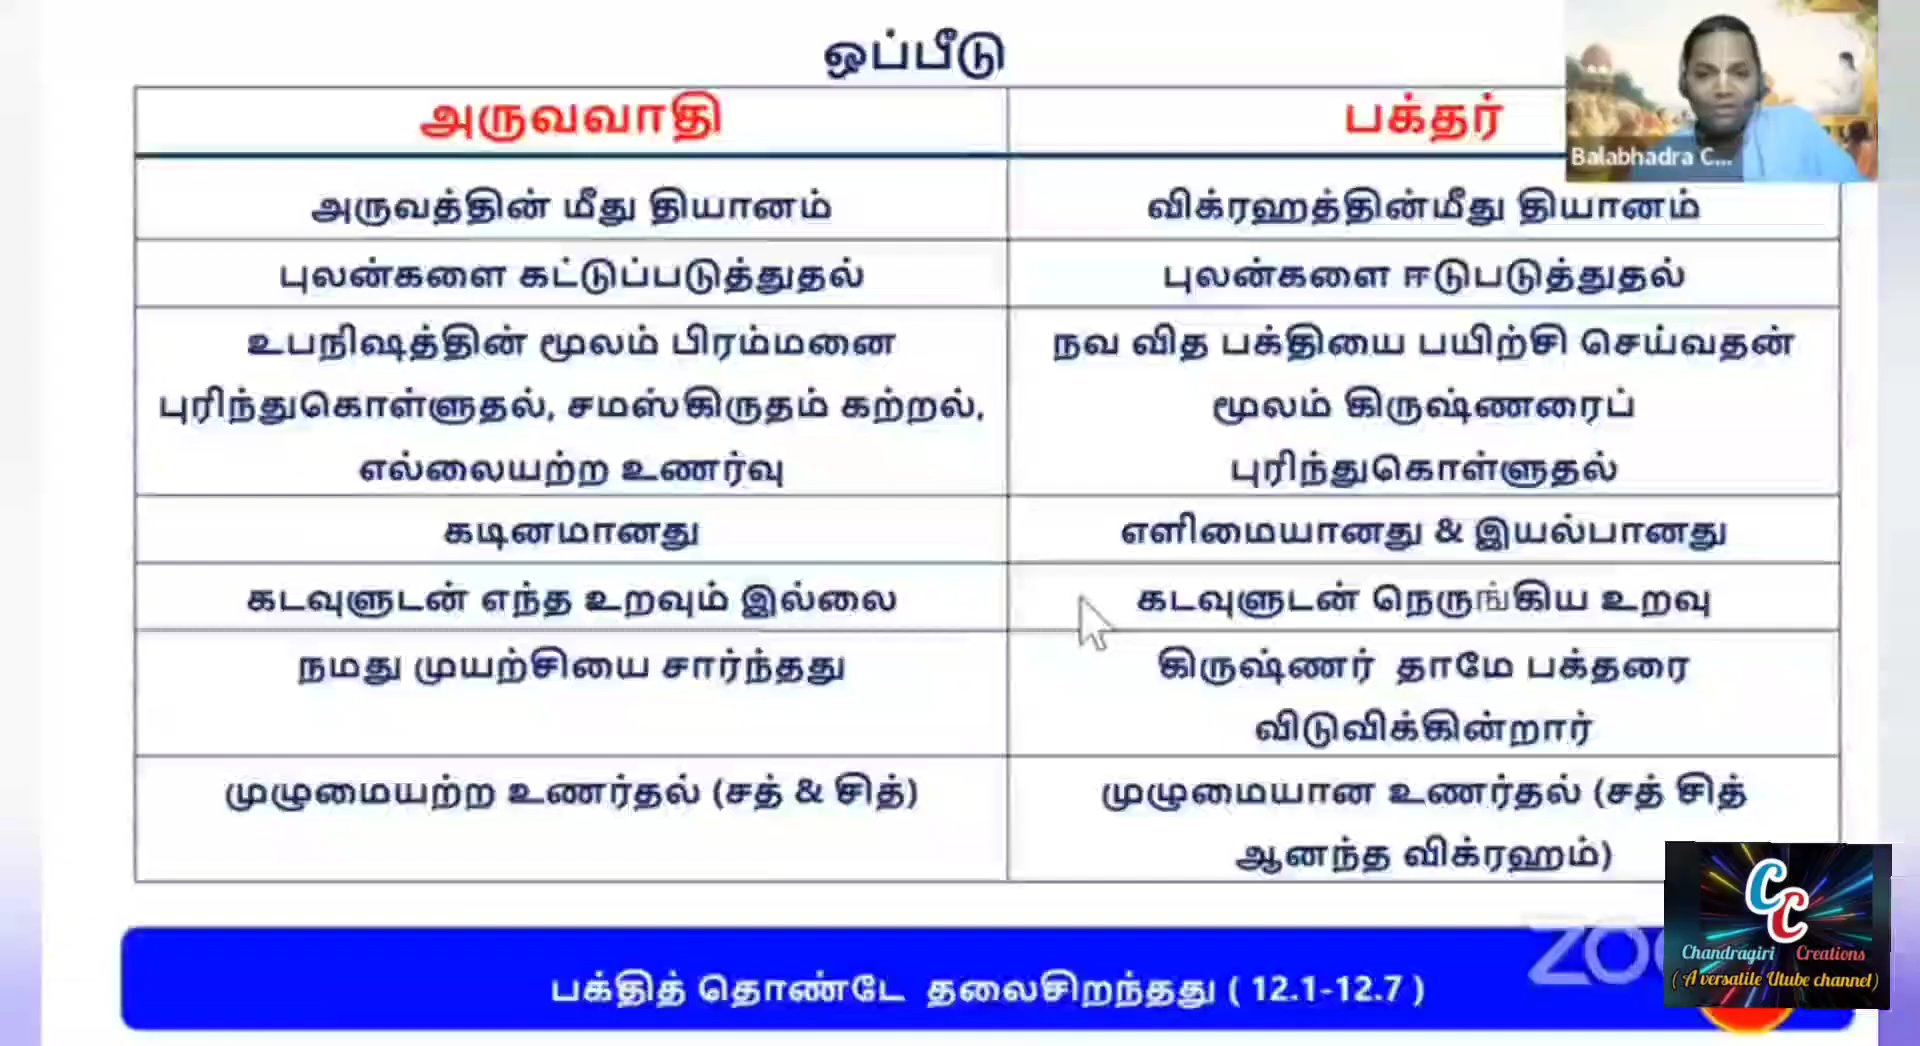 ஒப்பீடு
அருவவாதி
பக்தர்
Balabhadra C...
அருவத்தின் மீது தியானம்
விக்ரஹத்தின்மீது தியானம்
புலன்களை கட்டுப்படுத்துதல்
புலன்களை ஈடுபடுத்துதல்
உபநிஷத்தின் மூலம் பிரம்மனை
புரிந்துகொள்ளுதல், சமஸ்கிருதம் கற்றல்,
எல்லையற்ற உணர்வு
நவ வித பக்தியை பயிற்சி செய்வதன்
மூலம் கிருஷ்ணரைப்
புரிந்துகொள்ளுதல்
கடினமானது
எளிமையானது & இயல்பானது
கடவுளுடன் எந்த உறவும் இல்லை
கடவுளுடன் நெருங்கிய உறவு
நமது முயற்சியை சார்ந்தது
கிருஷ்ணர் தாமே பக்தரை
விடுவிக்கின்றார்
முழுமையற்ற உணர்தல் (சத் & சித்)
முழுமையான உணர்தல் (சத் சித்
ஆனந்த விக்ரஹம்)
பக்தித் தொண்டே தலைசிறந்தது ( 12.1-12.7 )
CC
Chandragiri Creations
( A versatile Utube channel)